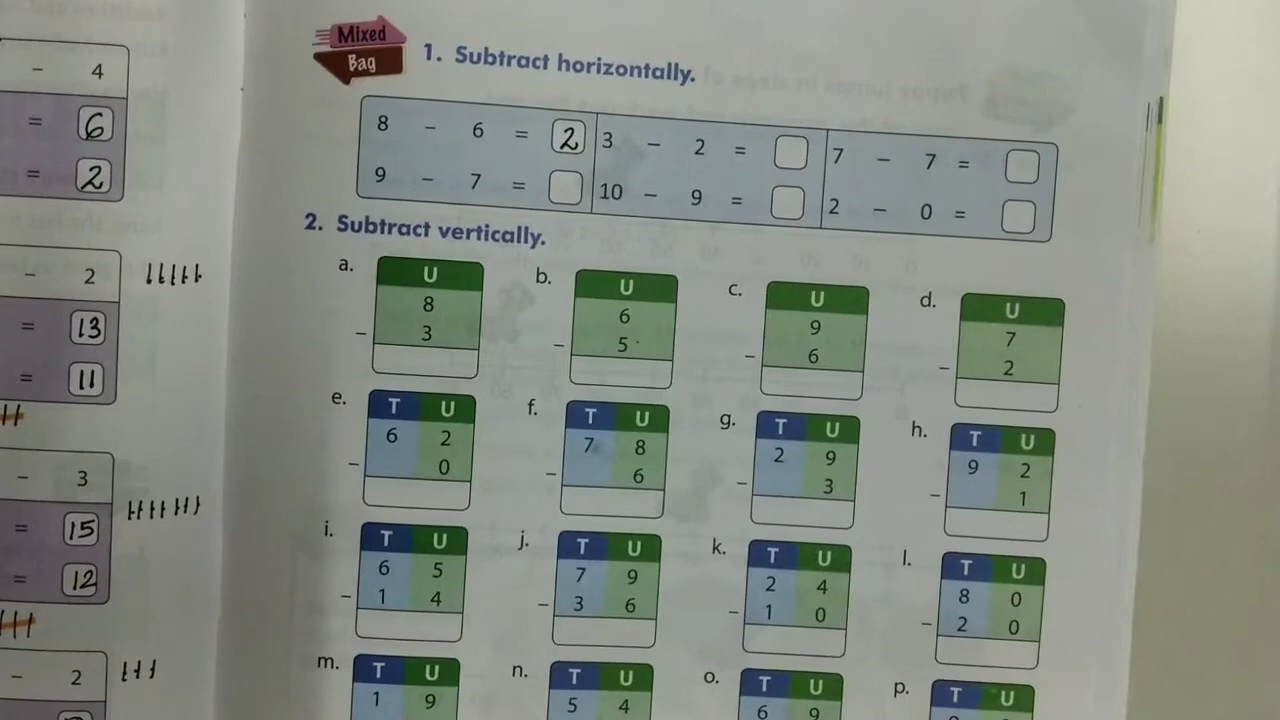 Mixed
Bag
1. Subtract horizontally.
8 - 6 = 2
3 - 2 =
7 - 7 =
9 - 7 =
10 - 9 =
2 - 0 =
2. Subtract vertically.
a.
U
8
- 3
b.
U
6
- 5
c.
U
9
- 6
d.
U
7
- 2
e.
T U
6 2
- 0
f.
T U
7 8
- 6
g.
T U
2 9
- 3
h.
T U
9 2
- 1
i.
T U
6 5
- 1 4
j.
T U
7 9
- 3 6
k.
T U
2 4
- 1 0
l.
T U
8 0
- 2 0
m.
T U
1 9
n.
T U
5 4
o.
T U
6 9
p.
T U
- 4
= 6
= 2
- 2
= 13
= 11
- 3
= 15
= 12
- 2